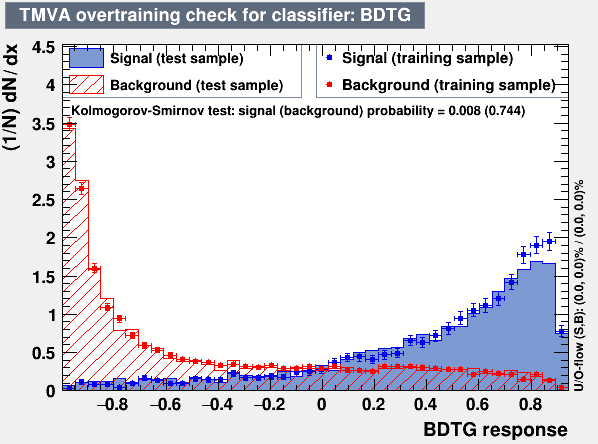 TMVA overtraining check for classifier: BDTG
Signal (test sample)
Signal (training sample)
Background (test sample)
Background (training sample)
Kolmogorov-Smirnov test: signal (background) probability = 0.008 (0.744)
(1/N) dN/dx
4.5
4
3.5
3
2.5
2
1.5
1
0.5
0
−0.8 −0.6 −0.4 −0.2 0 0.2 0.4 0.6 0.8
BDTG response
U/O-flow (S,B): (0.0, 0.0)% / (0.0, 0.0)%